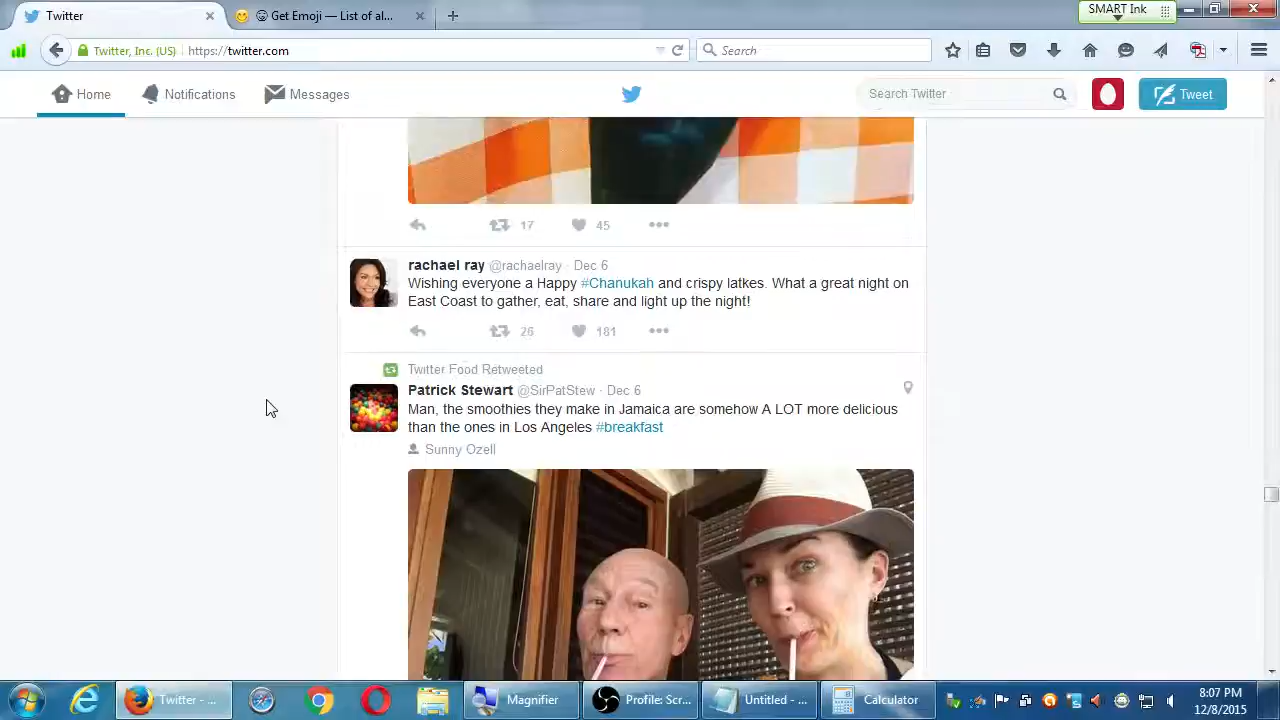 SMART Ink
Twitter
Get Emoji — List of al...
Twitter, Inc. (US)
https://twitter.com
Search
Home
Notifications
Messages
Search Twitter
Tweet
17
45
rachael ray @rachaelray · Dec 6
Wishing everyone a Happy #Chanukah and crispy latkes. What a great night on
East Coast to gather, eat, share and light up the night!
26
181
Twitter Food Retweeted
Patrick Stewart @SirPatStew · Dec 6
Man, the smoothies they make in Jamaica are somehow A LOT more delicious
than the ones in Los Angeles #breakfast
Sunny Ozell
Twitter - ...
Magnifier
Profile: Scr...
Untitled - ...
Calculator
8:07 PM
12/8/2015